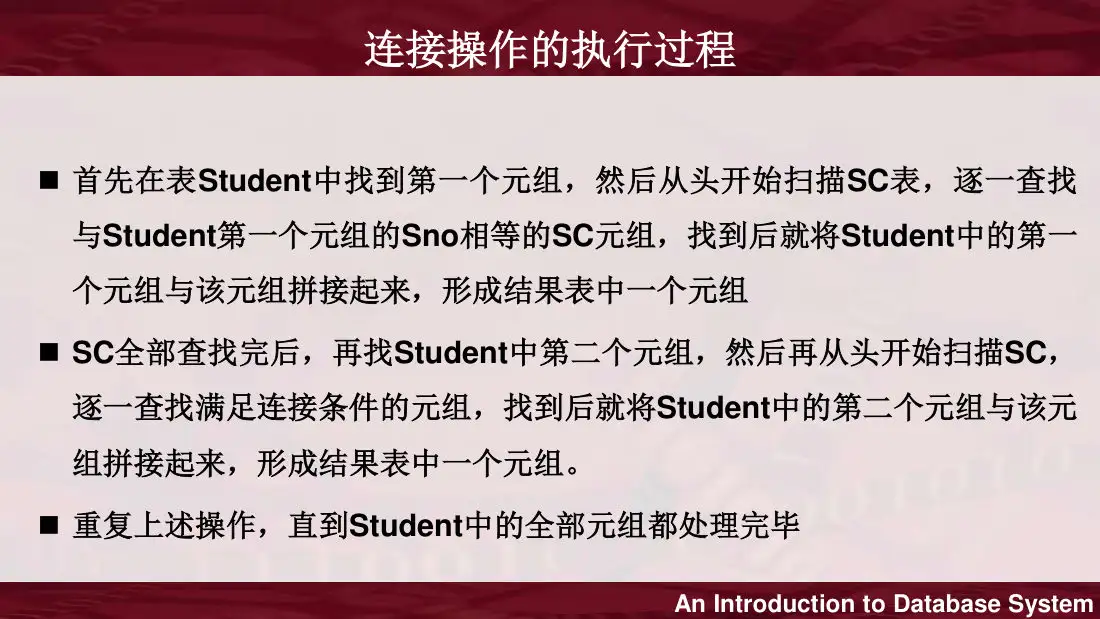 连接操作的执行过程
■ 首先在表Student中找到第一个元组，然后从头开始扫描SC表，逐一查找
与Student第一个元组的Sno相等的SC元组，找到后就将Student中的第一
个元组与该元组拼接起来，形成结果表中一个元组
■ SC全部查找完后，再找Student中第二个元组，然后再从头开始扫描SC，
逐一查找满足连接条件的元组，找到后就将Student中的第二个元组与该元
组拼接起来，形成结果表中一个元组。
■ 重复上述操作，直到Student中的全部元组都处理完毕
An Introduction to Database System